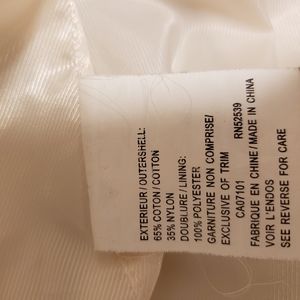 EXTERIEUR/OUTERSHELL:
65% COTON/COTTON
35% NYLON
DOUBLURE/LINING:
100% POLYESTER
GARNITURE NON COMPRISE/
EXCLUSIVE OF TRIM
CA07101 RN52539
FABRIQUE EN CHINE/MADE IN CHINA
VOIR L'ENDOS
SEE REVERSE FOR CARE